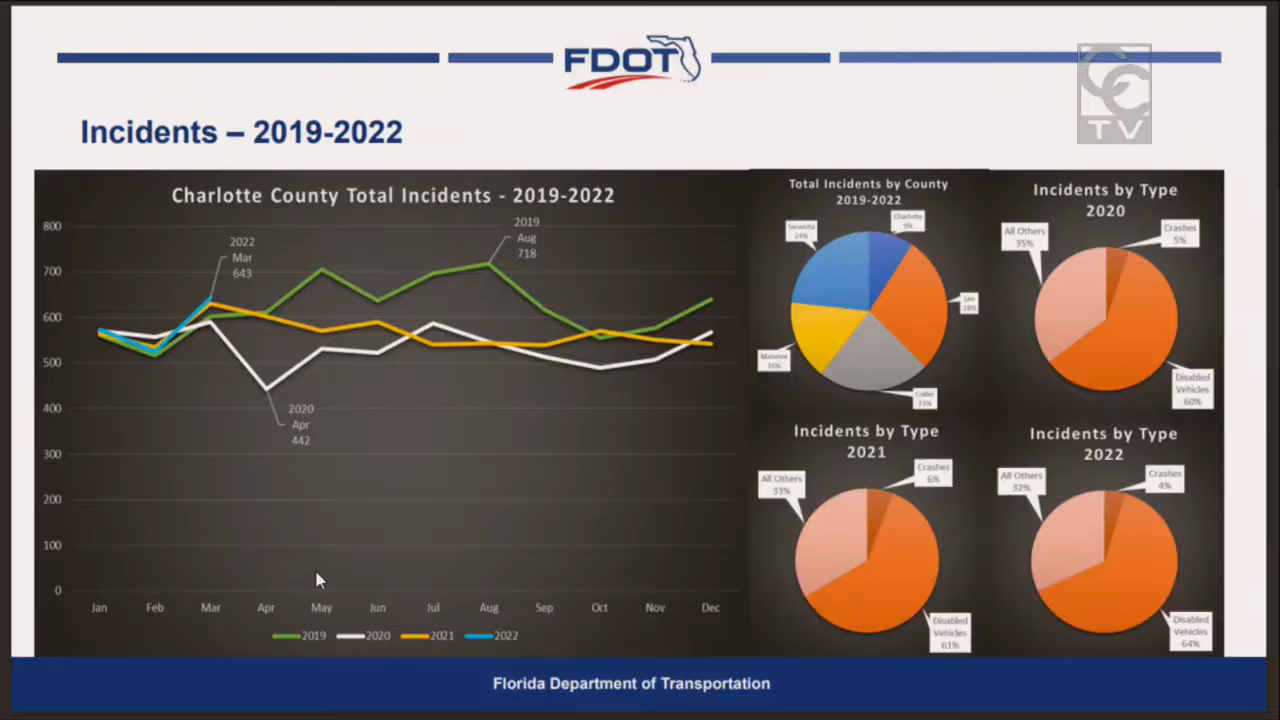 FDOT
CC
TV
Incidents – 2019-2022
Charlotte County Total Incidents - 2019-2022
800
700
600
500
400
300
200
100
0
2022
Mar
643
2019
Aug
718
2020
Apr
442
Jan Feb Mar Apr May Jun Jul Aug Sep Oct Nov Dec
2019 2020 2021 2022
Total Incidents by County
2019-2022
Sarasota
24%
Charlotte
9%
Lee
28%
Manatee
16%
Collier
23%
Incidents by Type
2020
All Others
35%
Crashes
5%
Disabled
Vehicles
60%
Incidents by Type
2021
All Others
33%
Crashes
6%
Disabled
Vehicles
61%
Incidents by Type
2022
All Others
32%
Crashes
4%
Disabled
Vehicles
64%
Florida Department of Transportation